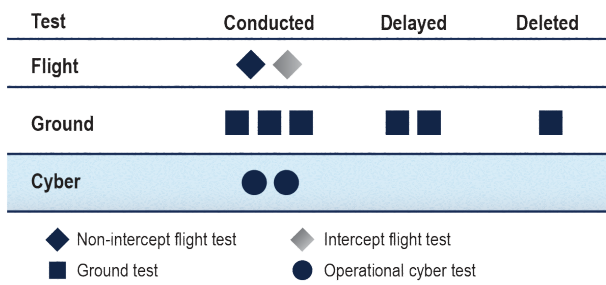 Test Conducted Delayed Deleted
Flight
Ground
Cyber
Non-intercept flight test Intercept flight test
Ground test Operational cyber test